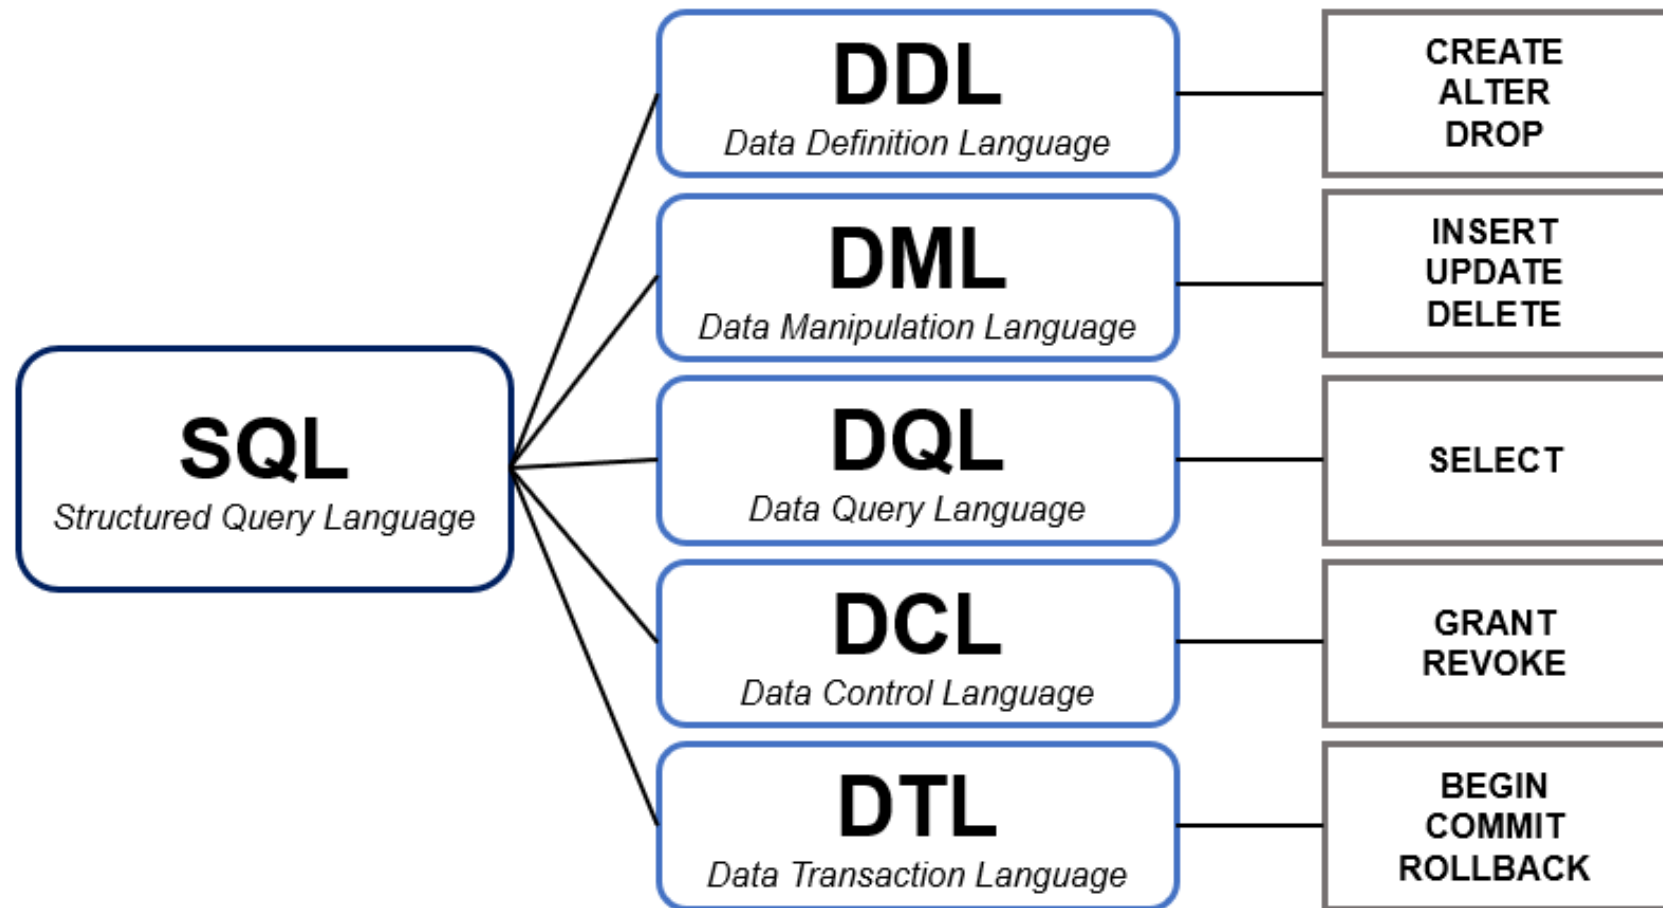 SQL
Structured Query Language
DDL
Data Definition Language
CREATE
ALTER
DROP
DML
Data Manipulation Language
INSERT
UPDATE
DELETE
DQL
Data Query Language
SELECT
DCL
Data Control Language
GRANT
REVOKE
DTL
Data Transaction Language
BEGIN
COMMIT
ROLLBACK